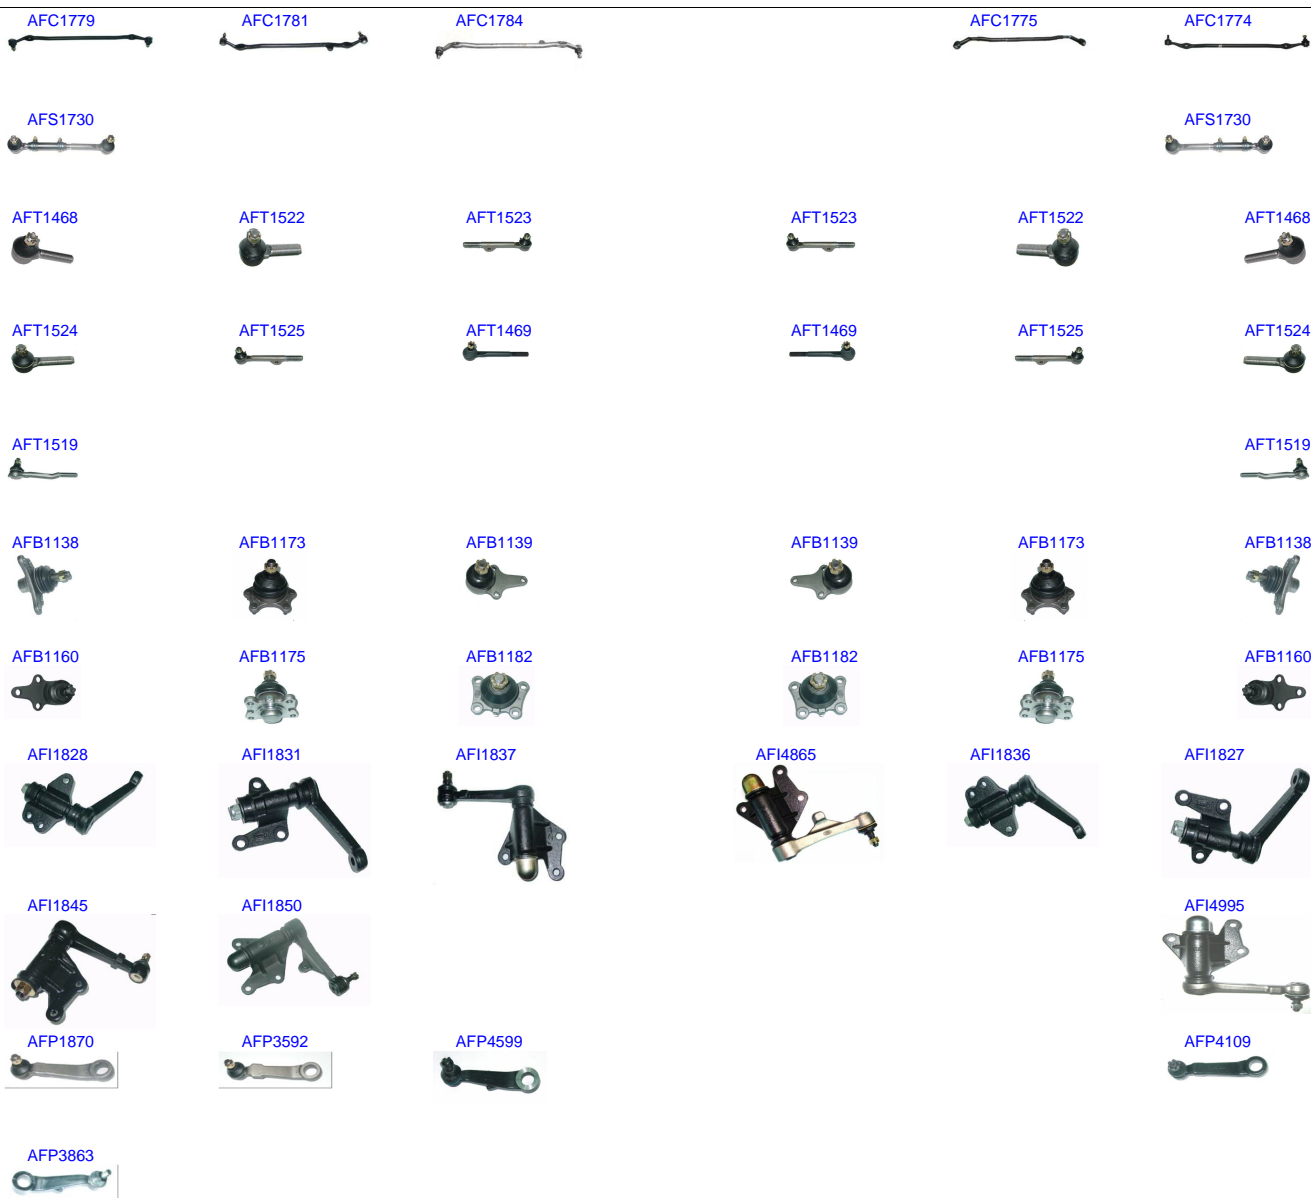 AFC1779 AFC1781 AFC1784 AFC1775 AFC1774
AFS1730 AFS1730
AFT1468 AFT1522 AFT1523 AFT1523 AFT1522 AFT1468
AFT1524 AFT1525 AFT1469 AFT1469 AFT1525 AFT1524
AFT1519 AFT1519
AFB1138 AFB1173 AFB1139 AFB1139 AFB1173 AFB1138
AFB1160 AFB1175 AFB1182 AFB1182 AFB1175 AFB1160
AFI1828 AFI1831 AFI1837 AFI4865 AFI1836 AFI1827
AFI1845 AFI1850 AFI4995
AFP1870 AFP3592 AFP4599 AFP4109
AFP3863